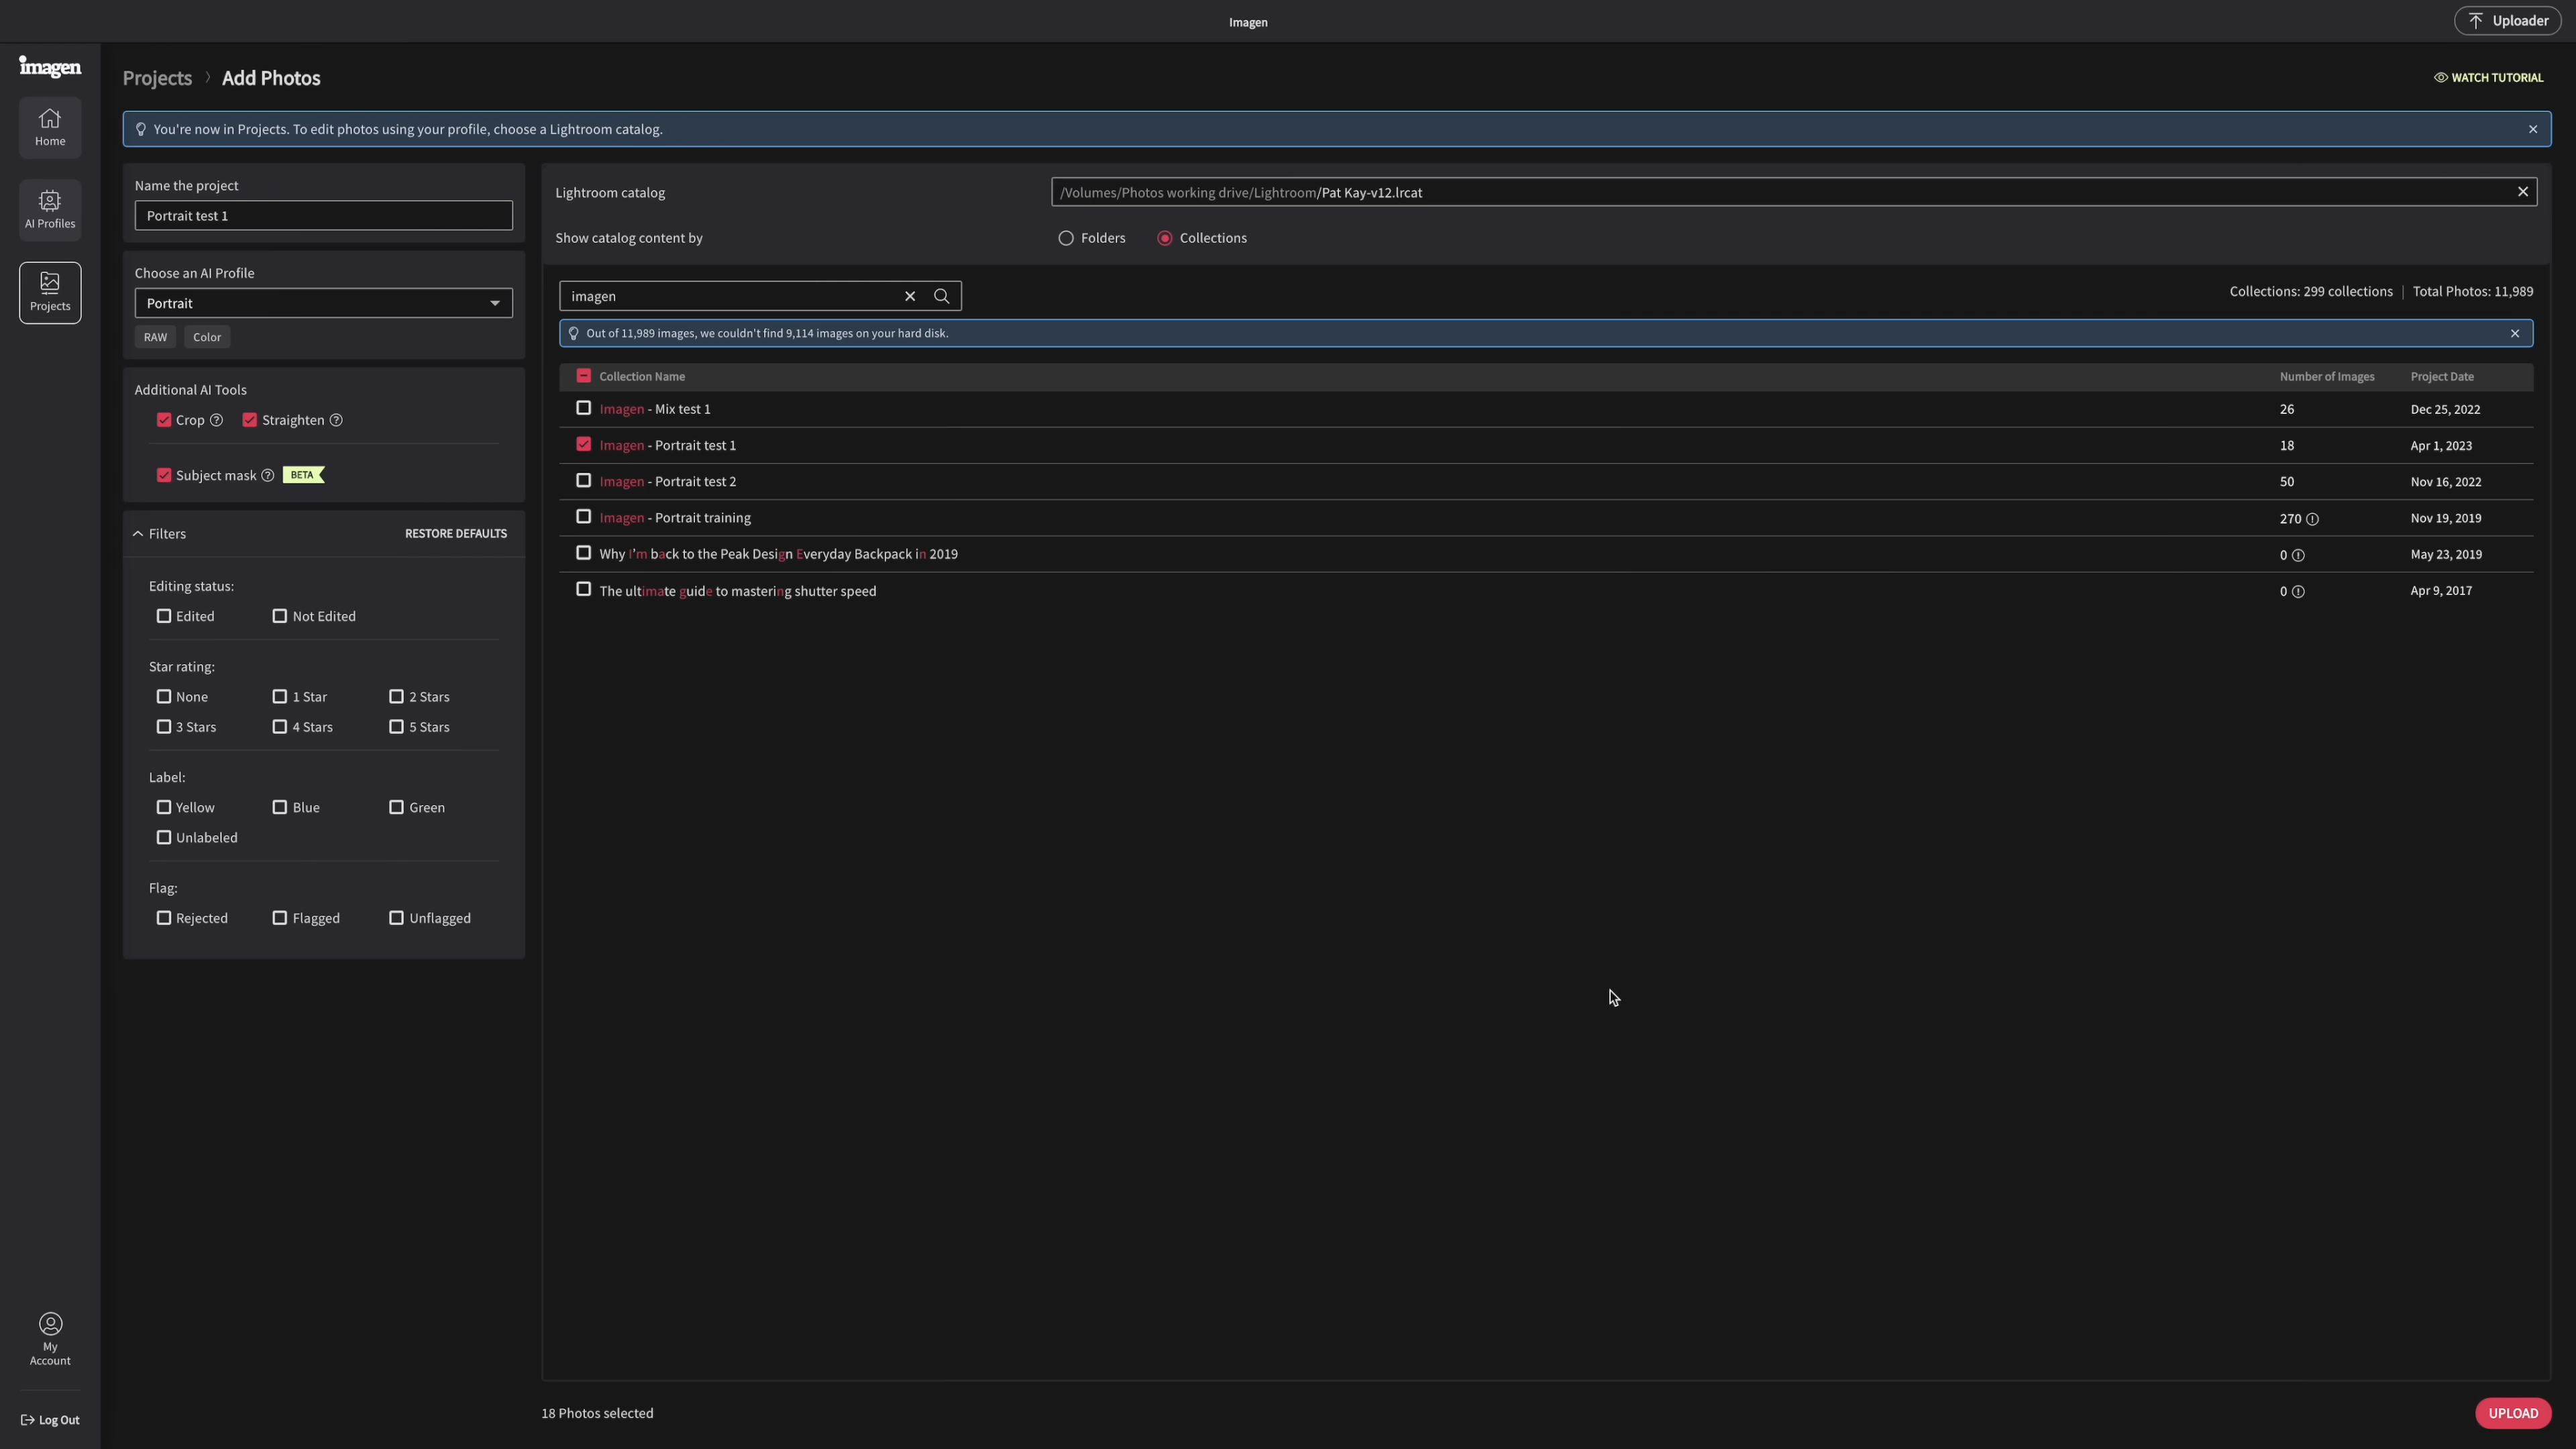 Imagen
Uploader
imagen
Home
AI Profiles
Projects
My
Account
Log Out
Projects > Add Photos
WATCH TUTORIAL
You're now in Projects. To edit photos using your profile, choose a Lightroom catalog.
Name the project
Portrait test 1
Choose an AI Profile
Portrait
RAW Color
Additional AI Tools
Crop Straighten
Subject mask BETA
Filters RESTORE DEFAULTS
Editing status:
Edited Not Edited
Star rating:
None 1 Star 2 Stars
3 Stars 4 Stars 5 Stars
Label:
Yellow Blue Green
Unlabeled
Flag:
Rejected Flagged Unflagged
Lightroom catalog /Volumes/Photos working drive/Lightroom/Pat Kay-v12.lrcat
Show catalog content by Folders Collections
imagen
Collections: 299 collections | Total Photos: 11,989
Out of 11,989 images, we couldn't find 9,114 images on your hard disk.
Collection Name Number of Images Project Date
Imagen - Mix test 1 26 Dec 25, 2022
Imagen - Portrait test 1 18 Apr 1, 2023
Imagen - Portrait test 2 50 Nov 16, 2022
Imagen - Portrait training 270 Nov 19, 2019
Why I'm back to the Peak Design Everyday Backpack in 2019 0 May 23, 2019
The ultimate guide to mastering shutter speed 0 Apr 9, 2017
18 Photos selected
UPLOAD